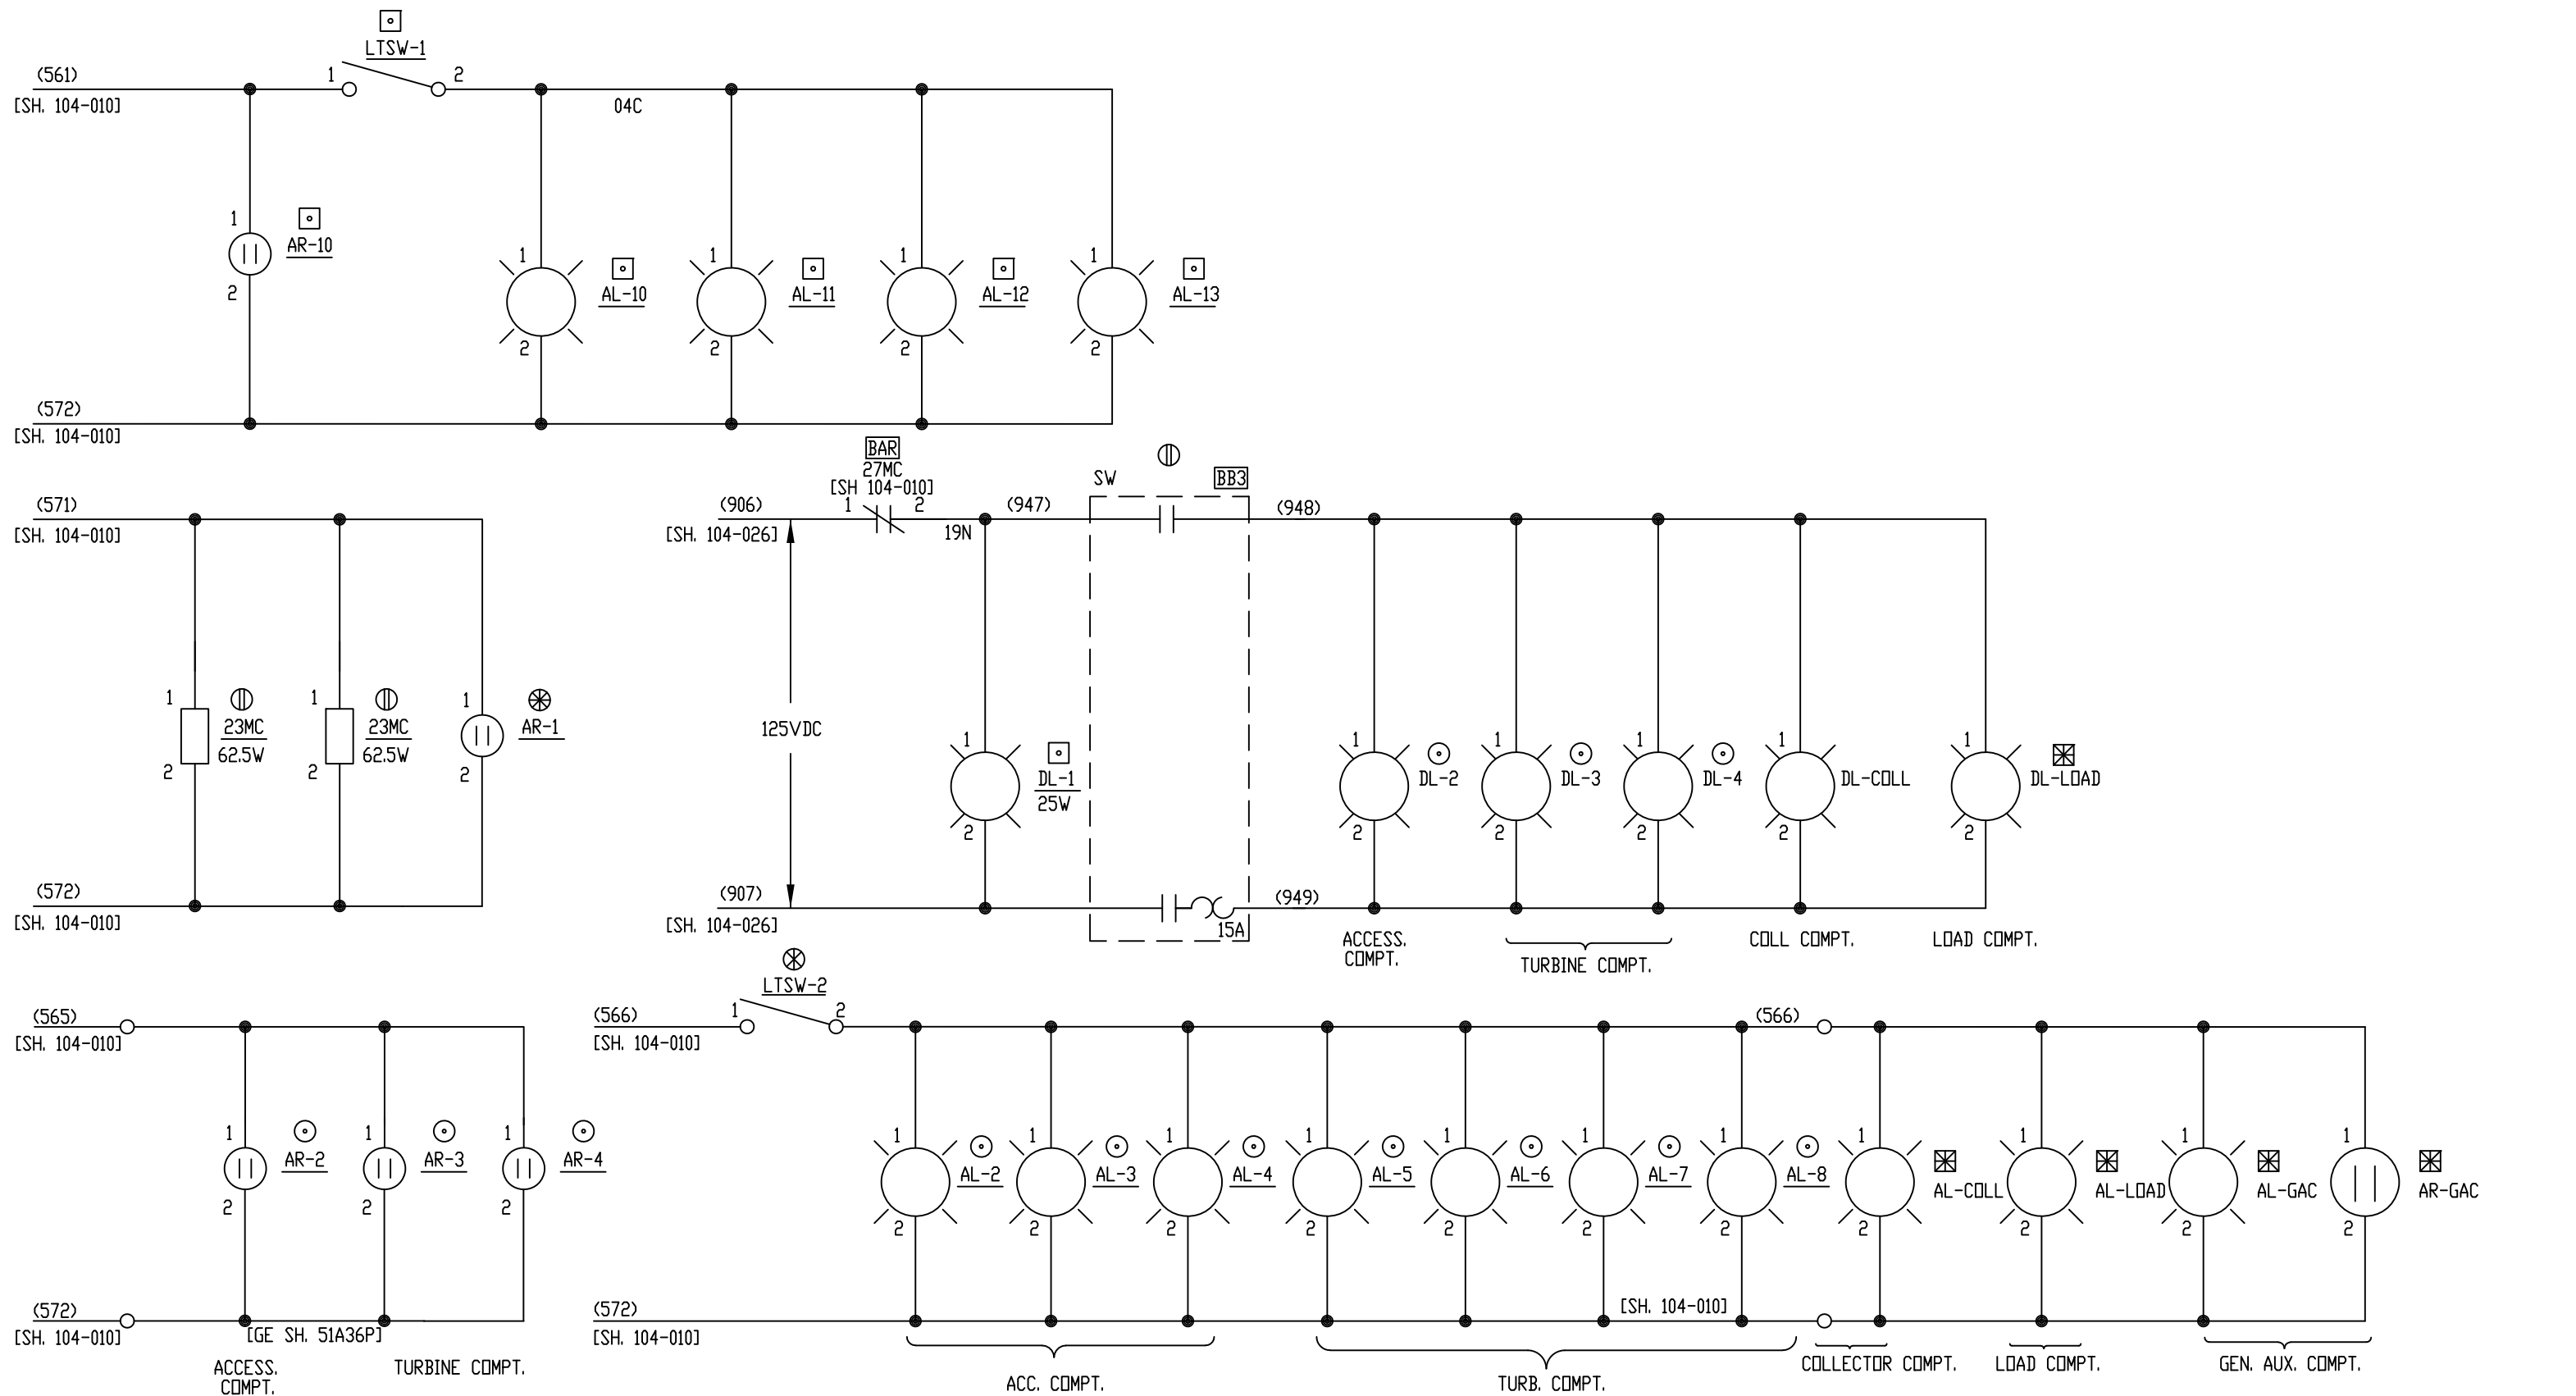 LTSW-1
(561)
1
2
[SH. 104-010]
04C
1
AR-10
2
1
AL-10
2
1
AL-11
2
1
AL-12
2
1
AL-13
2
(572)
[SH. 104-010]
(571)
[SH. 104-010]
1
23MC
62.5W
2
1
23MC
62.5W
2
1
AR-1
2
(572)
[SH. 104-010]
BAR
27MC
[SH 104-010]
(906)
1
2
[SH. 104-026]
19N
(947)
SW
BB3
(948)
125VDC
1
DL-1
25W
2
(907)
[SH. 104-026]
15A
(949)
1
DL-2
2
1
DL-3
2
1
DL-4
2
1
DL-COLL
2
1
DL-LOAD
2
ACCESS.
COMPT.
TURBINE COMPT.
COLL COMPT.
LOAD COMPT.
(565)
[SH. 104-010]
1
AR-2
2
1
AR-3
2
1
AR-4
2
(572)
[SH. 104-010]
[GE SH. 51A36P]
ACCESS.
COMPT.
TURBINE COMPT.
LTSW-2
(566)
1
2
[SH. 104-010]
(566)
1
AL-2
2
1
AL-3
2
1
AL-4
2
1
AL-5
2
1
AL-6
2
1
AL-7
2
1
AL-8
2
1
AL-COLL
2
1
AL-LOAD
2
1
AL-GAC
2
1
AR-GAC
2
(572)
[SH. 104-010]
[SH. 104-010]
ACC. COMPT.
TURB. COMPT.
COLLECTOR COMPT.
LOAD COMPT.
GEN. AUX. COMPT.